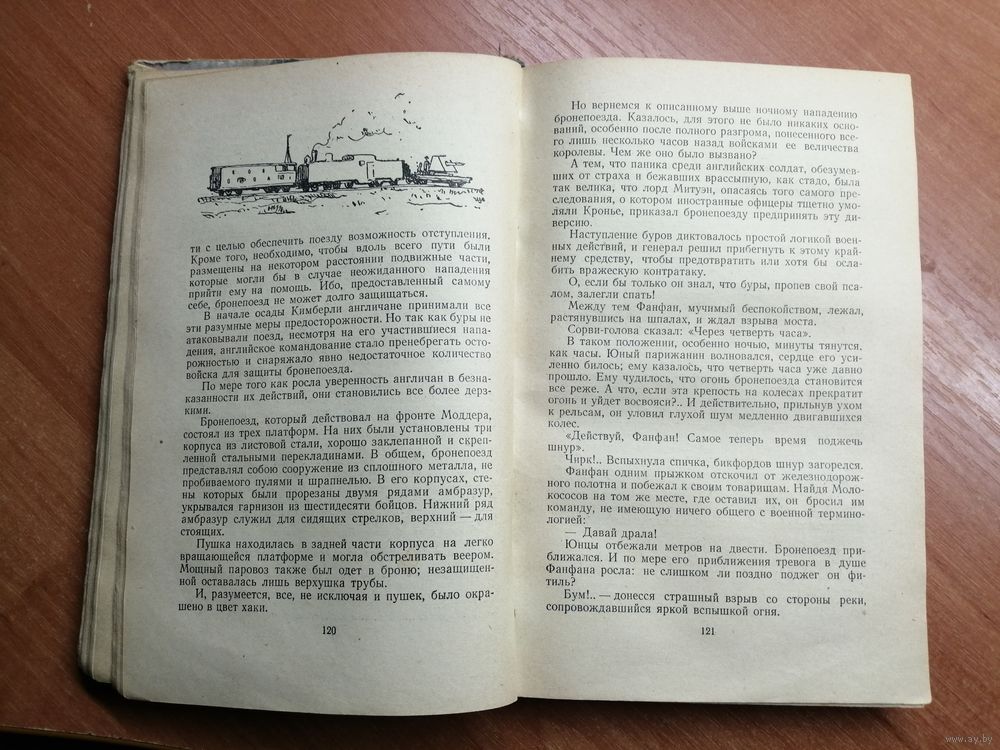 ти с целью обеспечить поезду возможность отступления.
Кроме того, необходимо, чтобы вдоль всего пути были
размещены на некотором расстоянии подвижные части,
которые могли бы в случае неожиданного нападения
прийти ему на помощь. Ибо, предоставленный самому
себе, бронепоезд не может долго защищаться.
В начале осады Кимберли англичане принимали все
эти разумные меры предосторожности. Но так как буры не
атаковывали поезд, несмотря на его участившиеся напа-
дения, английское командование стало пренебрегать осто-
рожностью и снаряжало явно недостаточное количество
войска для защиты бронепоезда.
По мере того как росла уверенность англичан в безна-
казанности их действий, они становились все более дерз-
кими.
Бронепоезд, который действовал на фронте Моддера,
состоял из трех платформ. На них были установлены три
корпуса из листовой стали, хорошо заклепанной и скреп-
ленной стальными перекладинами. В общем, бронепоезд
представлял собою сооружение из сплошного металла, не
пробиваемого пулями и шрапнелью. В его корпусах, сте-
ны которых были прорезаны двумя рядами амбразур,
укрывался гарнизон из шестидесяти бойцов. Нижний ряд
амбразур служил для сидящих стрелков, верхний — для
стоящих.
Пушка находилась в задней части корпуса на легко
вращающейся платформе и могла обстреливать веером.
Мощный паровоз также был одет в броню; незащищен-
ной оставалась лишь верхушка трубы.
И, разумеется, все, не исключая и пушек, было окра-
шено в цвет хаки.
120
Но вернемся к описанному выше ночному нападению
бронепоезда. Казалось, для этого не было никаких осно-
ваний, особенно после полного разгрома, понесенного все-
го лишь несколько часов назад войсками ее величества
королевы. Чем же оно было вызвано?
А тем, что паника среди английских солдат, обезумев-
ших от страха и бежавших врассыпную, как стадо, была
так велика, что лорд Митуэн, опасаясь того самого пре-
следования, о котором иностранные офицеры тщетно умо-
ляли Кронье, приказал бронепоезду предпринять эту ди-
версию.
Наступление буров диктовалось простой логикой воен-
ных действий, и генерал решил прибегнуть к этому край-
нему средству, чтобы предотвратить или хотя бы осла-
бить вражескую контратаку.
О, если бы только он знал, что буры, пропев свой пса-
лом, залегли спать!
Между тем Фанфан, мучимый беспокойством, лежал,
растянувшись на шпалах, и ждал взрыва моста.
Сорви-голова сказал: «Через четверть часа».
В таком положении, особенно ночью, минуты тянутся,
как часы. Юный парижанин волновался, сердце его уси-
ленно билось; ему казалось, что четверть часа уже давно
прошло. Ему чудилось, что огонь бронепоезда становится
все реже. А что, если эта крепость на колесах прекратит
огонь и уйдет восвояси?.. И действительно, прильнув ухом
к рельсам, он уловил глухой шум медленно двигавшихся
колес.
«Действуй, Фанфан! Самое теперь время поджечь
шнур».
Чирк!.. Вспыхнула спичка, бикфордов шнур загорелся.
Фанфан одним прыжком отскочил от железнодорож-
ного полотна и побежал к своим товарищам. Найдя Моло-
кососов на том же месте, где оставил их, он бросил им
команду, не имеющую ничего общего с военной термино-
логией:
— Давай драла!
Юнцы отбежали метров на двести. Бронепоезд при-
ближался. И по мере его приближения тревога в душе
Фанфана росла: не слишком ли поздно поджег он фи-
тиль?
Бум!.. — донесся страшный взрыв со стороны реки,
сопровождавшийся яркой вспышкой огня.
121
www.ay.by